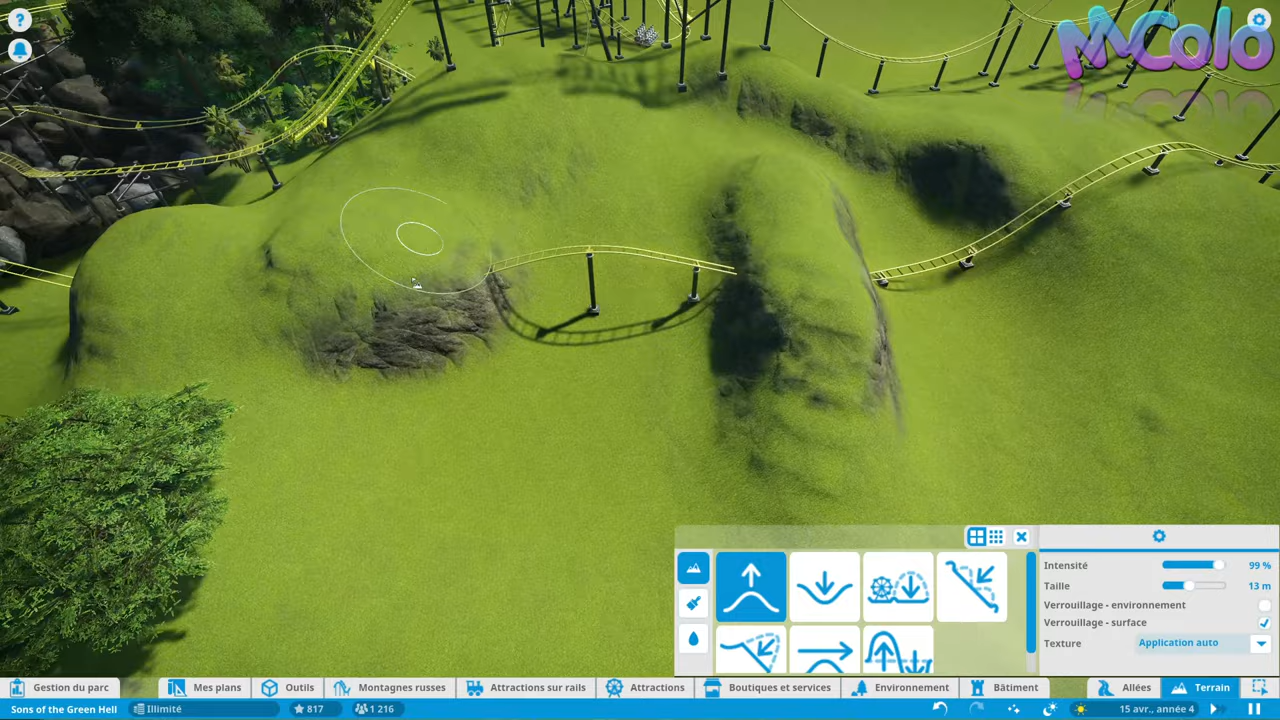 ?
MyColo
Intensité 99 %
Taille 13 m
Verrouillage - environnement
Verrouillage - surface
Texture Application auto
Gestion du parc Mes plans Outils Montagnes russes Attractions sur rails Attractions Boutiques et services Environnement Bâtiment Allées Terrain
Sons of the Green Hell Illimité 817 1 216 15 avr., année 4